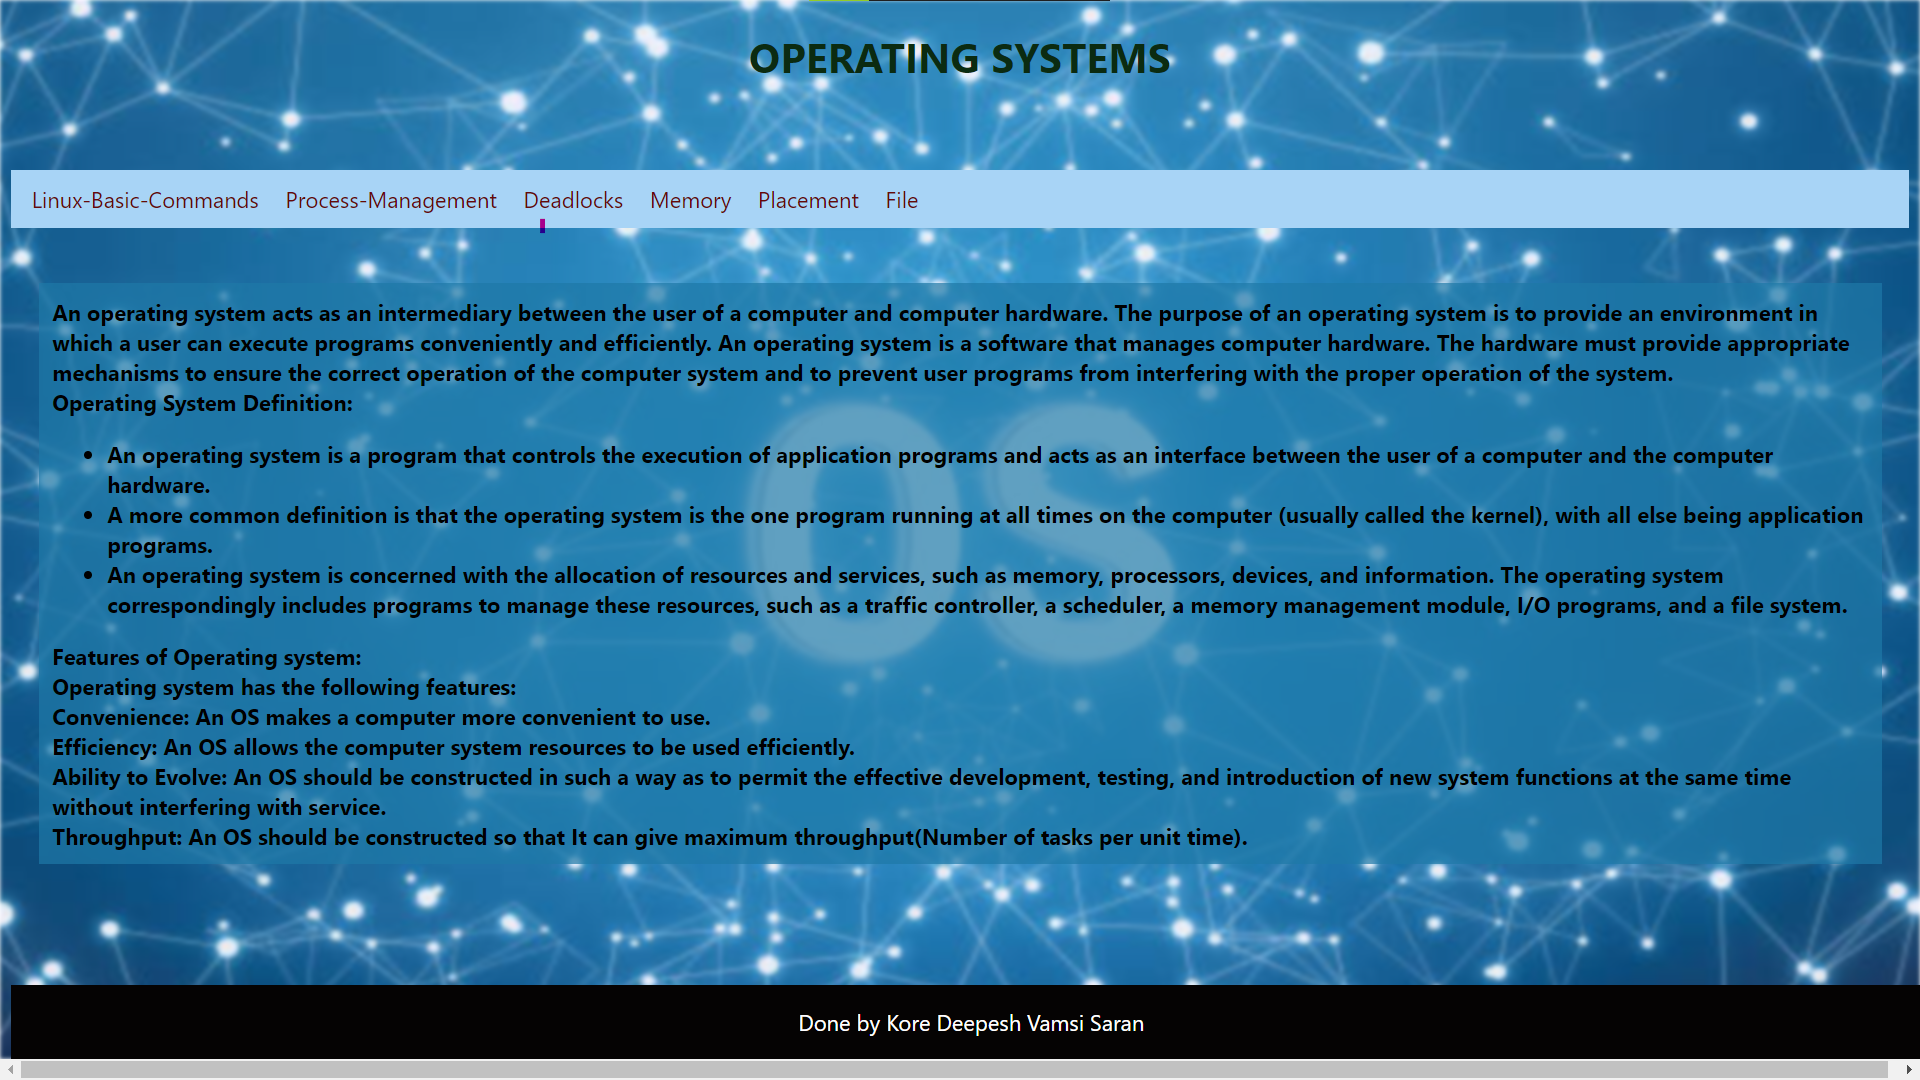 OPERATING SYSTEMS
Linux-Basic-Commands Process-Management Deadlocks Memory Placement File
An operating system acts as an intermediary between the user of a computer and computer hardware. The purpose of an operating system is to provide an environment in
which a user can execute programs conveniently and efficiently. An operating system is a software that manages computer hardware. The hardware must provide appropriate
mechanisms to ensure the correct operation of the computer system and to prevent user programs from interfering with the proper operation of the system.
Operating System Definition:
• An operating system is a program that controls the execution of application programs and acts as an interface between the user of a computer and the computer
hardware.
• A more common definition is that the operating system is the one program running at all times on the computer (usually called the kernel), with all else being application
programs.
• An operating system is concerned with the allocation of resources and services, such as memory, processors, devices, and information. The operating system
correspondingly includes programs to manage these resources, such as a traffic controller, a scheduler, a memory management module, I/O programs, and a file system.
OS
Features of Operating system:
Operating system has the following features:
Convenience: An OS makes a computer more convenient to use.
Efficiency: An OS allows the computer system resources to be used efficiently.
Ability to Evolve: An OS should be constructed in such a way as to permit the effective development, testing, and introduction of new system functions at the same time
without interfering with service.
Throughput: An OS should be constructed so that It can give maximum throughput(Number of tasks per unit time).
Done by Kore Deepesh Vamsi Saran